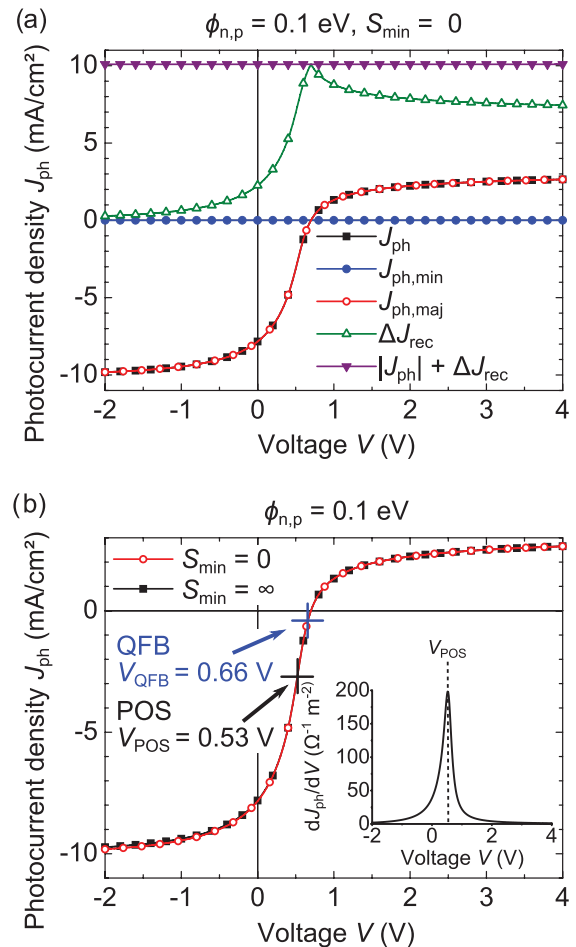 (a)
ϕn,p = 0.1 eV, Smin = 0
Photocurrent density Jph (mA/cm²)
10
5
0
-5
-10
Jph
Jph,min
Jph,maj
ΔJrec
|Jph| + ΔJrec
-2 -1 0 1 2 3 4
Voltage V (V)
(b)
ϕn,p = 0.1 eV
Photocurrent density Jph (mA/cm²)
0
-5
-10
Smin = 0
Smin = ∞
QFB
VQFB = 0.66 V
POS
VPOS = 0.53 V
VPOS
dJph/dV (Ω⁻¹ m⁻²)
200
150
100
50
0
-2 0 2 4
Voltage V (V)
-2 -1 0 1 2 3 4
Voltage V (V)